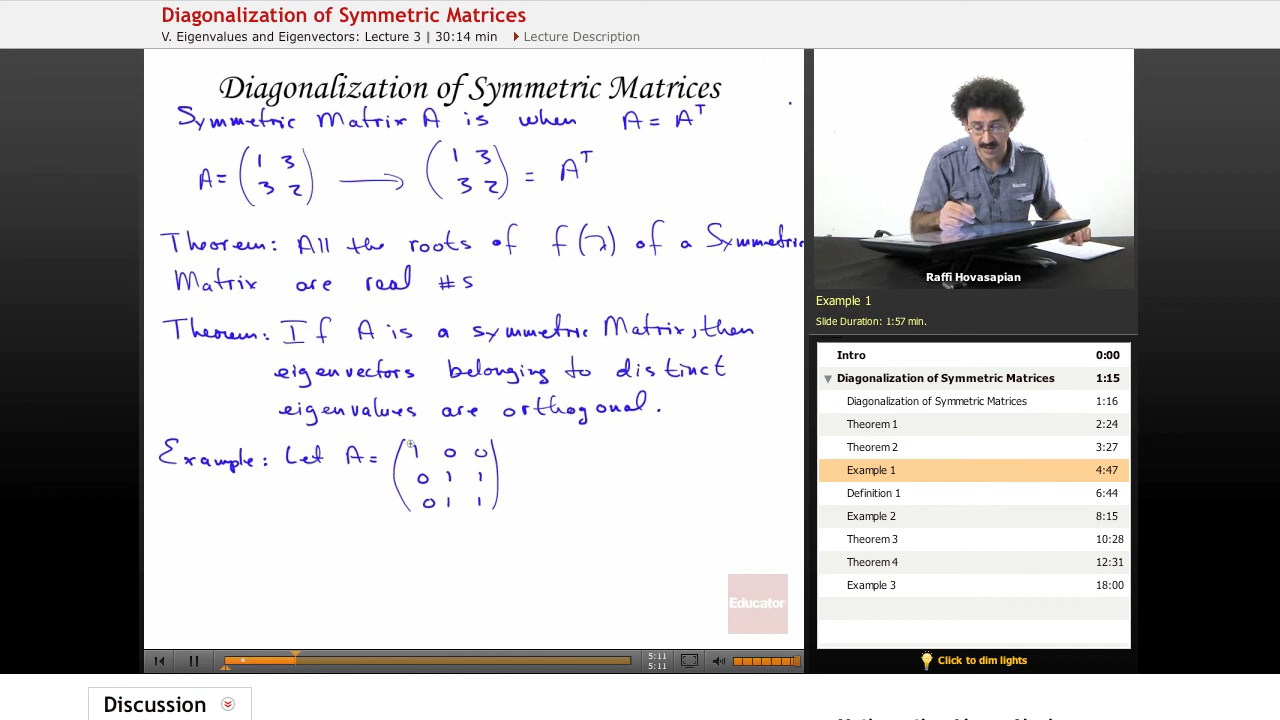 Diagonalization of Symmetric Matrices
V. Eigenvalues and Eigenvectors: Lecture 3 | 30:14 min Lecture Description
Diagonalization of Symmetric Matrices
Symmetric Matrix A is when A = Aᵀ
A = (1 3 → (1 3 = Aᵀ
3 2) 3 2)
Theorem: All the roots of f(λ) of a Symmetric
Matrix are real #s
Theorem: If A is a symmetric Matrix, then
eigenvectors belonging to distinct
eigenvalues are orthogonal.
Example: Let A = (1 0 0
0 1 1
0 1 1)
Educator
5:11
5:11
Raffi Hovasapian
Example 1
Slide Duration: 1:57 min.
Intro 0:00
Diagonalization of Symmetric Matrices 1:15
Diagonalization of Symmetric Matrices 1:16
Theorem 1 2:24
Theorem 2 3:27
Example 1 4:47
Definition 1 6:44
Example 2 8:15
Theorem 3 10:28
Theorem 4 12:31
Example 3 18:00
Click to dim lights
Discussion